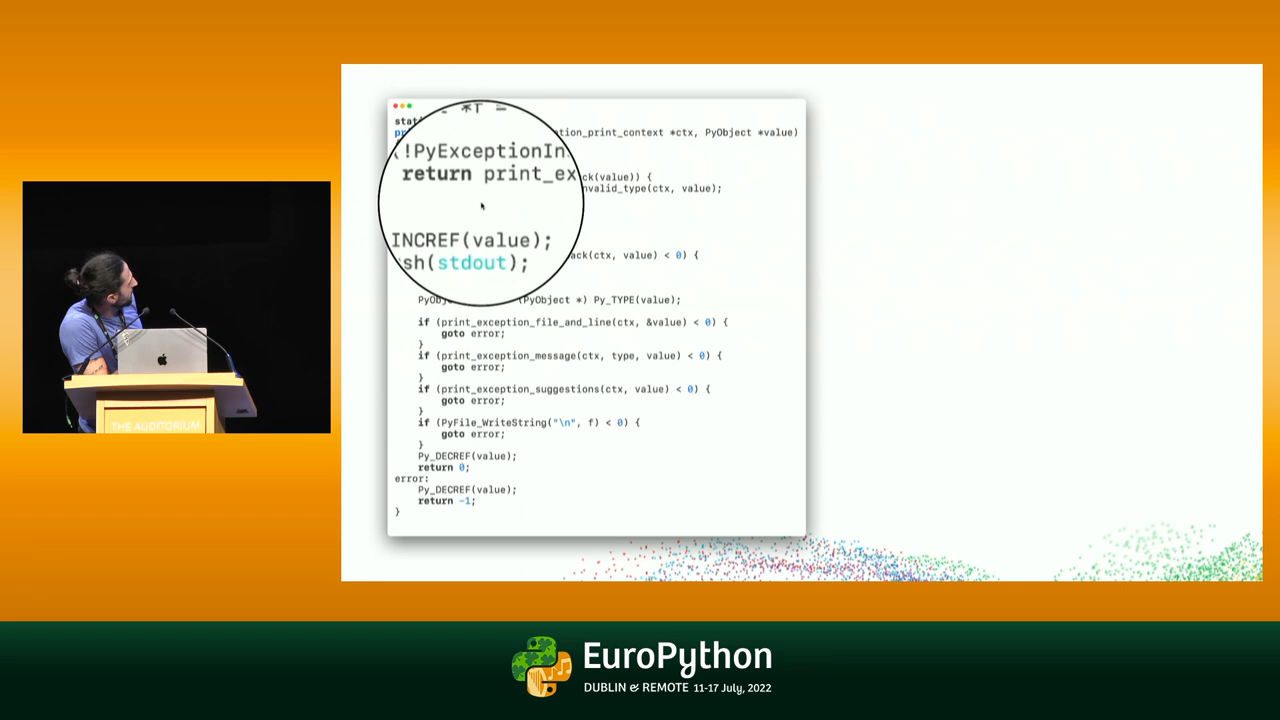 stat
pr
tion_print_context *ctx, PyObject *value)
(!PyExceptionIn
ck(value)) {
return print_ex
nvalid_type(ctx, value);
INCREF(value);
ack(ctx, value) < 0) {
sh(stdout);
PyObj
(PyObject *) Py_TYPE(value);
if (print_exception_file_and_line(ctx, &value) < 0) {
goto error;
}
if (print_exception_message(ctx, type, value) < 0) {
goto error;
}
if (print_exception_suggestions(ctx, value) < 0) {
goto error;
}
if (PyFile_WriteString("\n", f) < 0) {
goto error;
}
Py_DECREF(value);
return 0;
error:
Py_DECREF(value);
return -1;
}
THE AUDITORIUM
EuroPython
DUBLIN & REMOTE 11-17 July, 2022